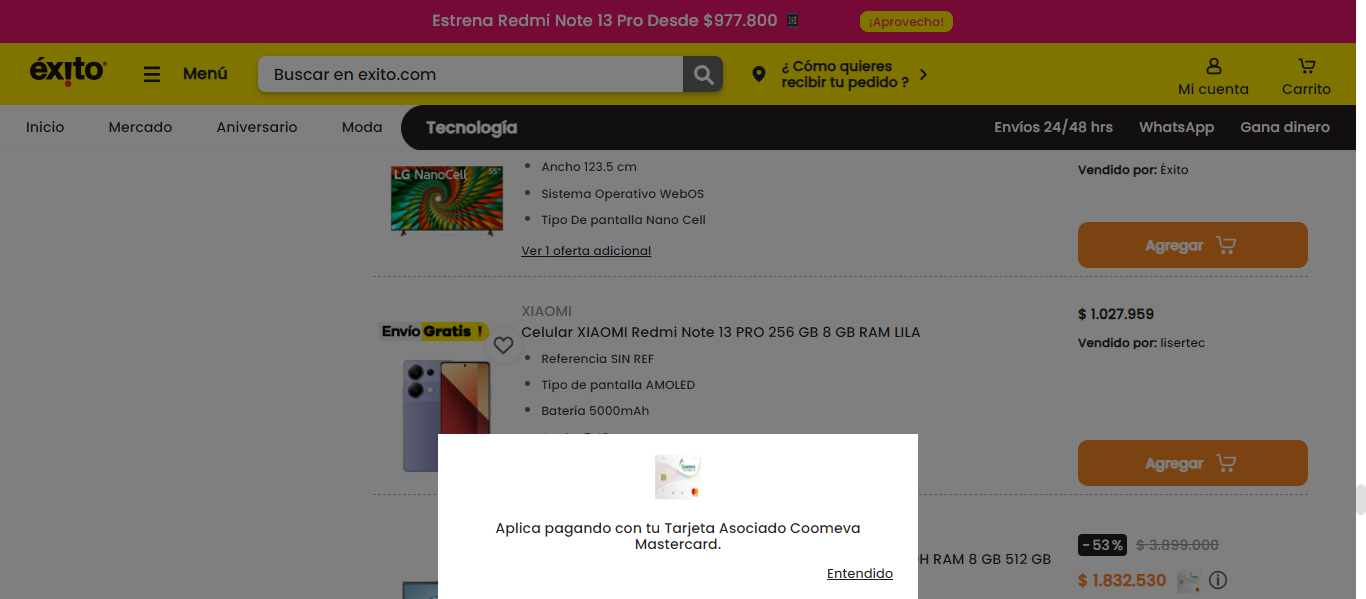 Estrena Redmi Note 13 Pro Desde $977.800
¡Aprovecha!
éxito
Menú
Buscar en exito.com
¿ Cómo quieres
recibir tu pedido ?
Mi cuenta
Carrito
Inicio
Mercado
Aniversario
Moda
Tecnología
Envíos 24/48 hrs
WhatsApp
Gana dinero
LG NanoCell 55"
Ancho 123.5 cm
Sistema Operativo WebOS
Tipo De pantalla Nano Cell
Ver 1 oferta adicional
Vendido por: Éxito
Agregar
Envío Gratis !
XIAOMI
Celular XIAOMI Redmi Note 13 PRO 256 GB 8 GB RAM LILA
Referencia SIN REF
Tipo de pantalla AMOLED
Batería 5000mAh
$ 1.027.959
Vendido por: lisertec
Agregar
Aplica pagando con tu Tarjeta Asociado Coomeva
Mastercard.
Entendido
H RAM 8 GB 512 GB
-53% $ 3.899.000
$ 1.832.530